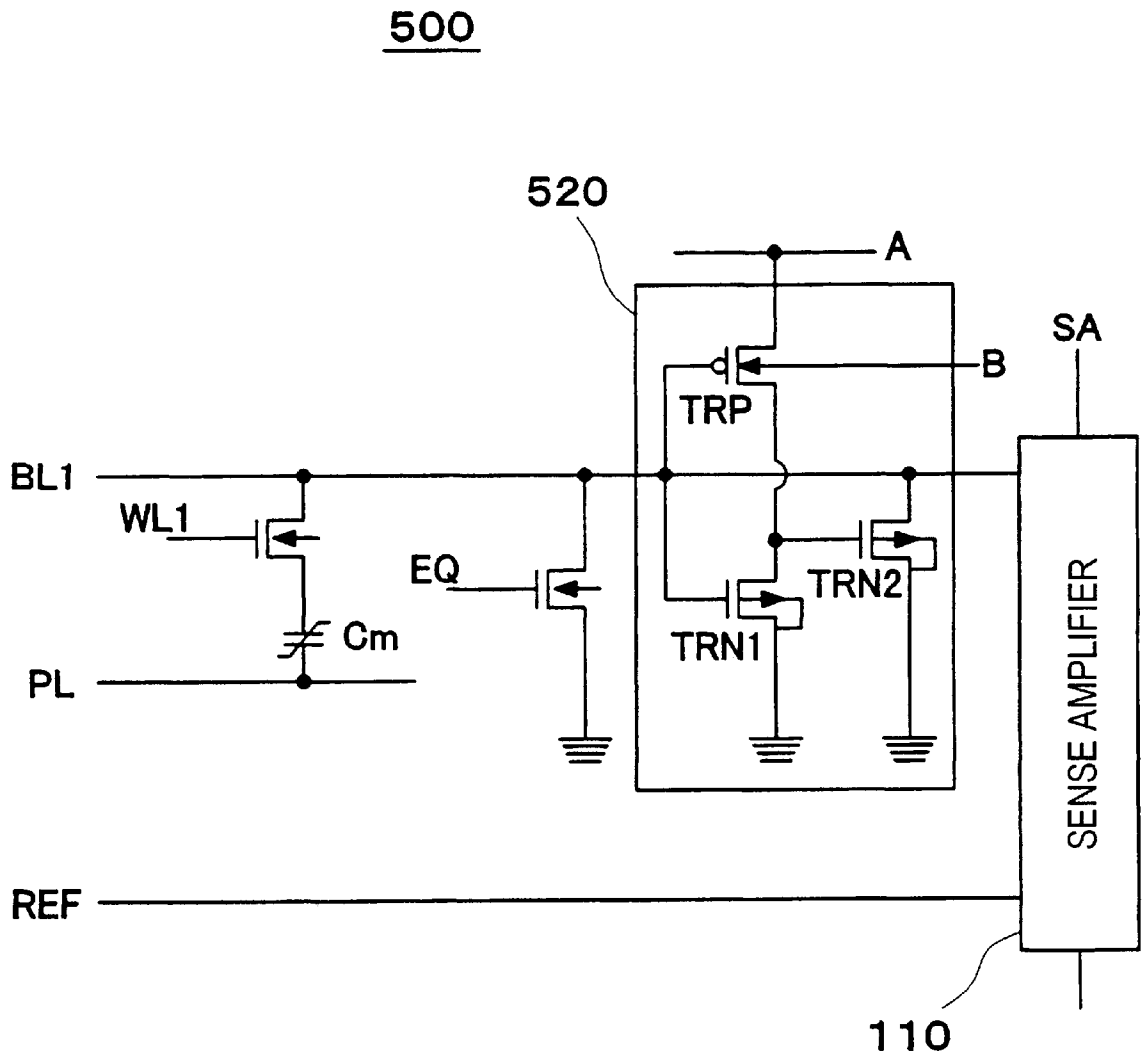 500
520
A
SA
B
TRP
BL1
WL1
EQ
TRN2
Cm
TRN1
PL
SENSE AMPLIFIER
REF
110